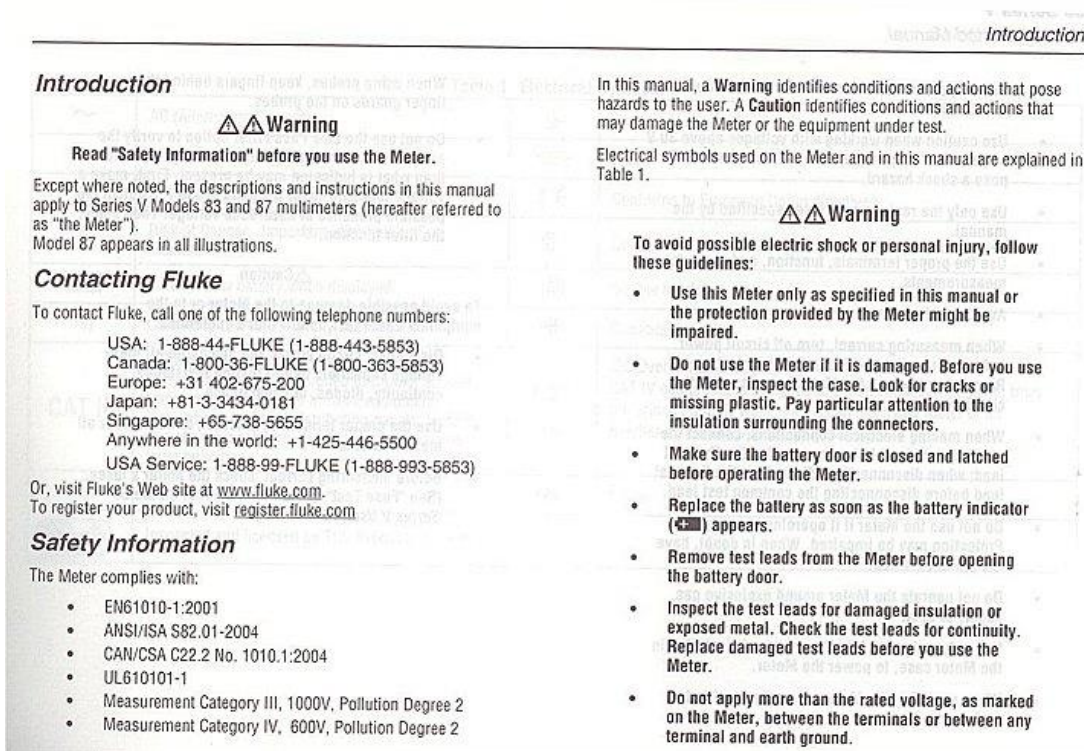 Introduction
Introduction
Warning
Read "Safety Information" before you use the Meter.
Except where noted, the descriptions and instructions in this manual
apply to Series V Models 83 and 87 multimeters (hereafter referred to
as "the Meter").
Model 87 appears in all illustrations.
Contacting Fluke
To contact Fluke, call one of the following telephone numbers:
USA: 1-888-44-FLUKE (1-888-443-5853)
Canada: 1-800-36-FLUKE (1-800-363-5853)
Europe: +31 402-675-200
Japan: +81-3-3434-0181
Singapore: +65-738-5655
Anywhere in the world: +1-425-446-5500
USA Service: 1-888-99-FLUKE (1-888-993-5853)
Or, visit Fluke's Web site at www.fluke.com.
To register your product, visit register.fluke.com
Safety Information
The Meter complies with:
• EN61010-1:2001
• ANSI/ISA S82.01-2004
• CAN/CSA C22.2 No. 1010.1:2004
• UL610101-1
• Measurement Category III, 1000V, Pollution Degree 2
• Measurement Category IV, 600V, Pollution Degree 2
In this manual, a Warning identifies conditions and actions that pose
hazards to the user. A Caution identifies conditions and actions that
may damage the Meter or the equipment under test.
Electrical symbols used on the Meter and in this manual are explained in
Table 1.
Warning
To avoid possible electric shock or personal injury, follow
these guidelines:
• Use this Meter only as specified in this manual or
the protection provided by the Meter might be
impaired.
• Do not use the Meter if it is damaged. Before you use
the Meter, inspect the case. Look for cracks or
missing plastic. Pay particular attention to the
insulation surrounding the connectors.
• Make sure the battery door is closed and latched
before operating the Meter.
• Replace the battery as soon as the battery indicator
() appears.
• Remove test leads from the Meter before opening
the battery door.
• Inspect the test leads for damaged insulation or
exposed metal. Check the test leads for continuity.
Replace damaged test leads before you use the
Meter.
• Do not apply more than the rated voltage, as marked
on the Meter, between the terminals or between any
terminal and earth ground.